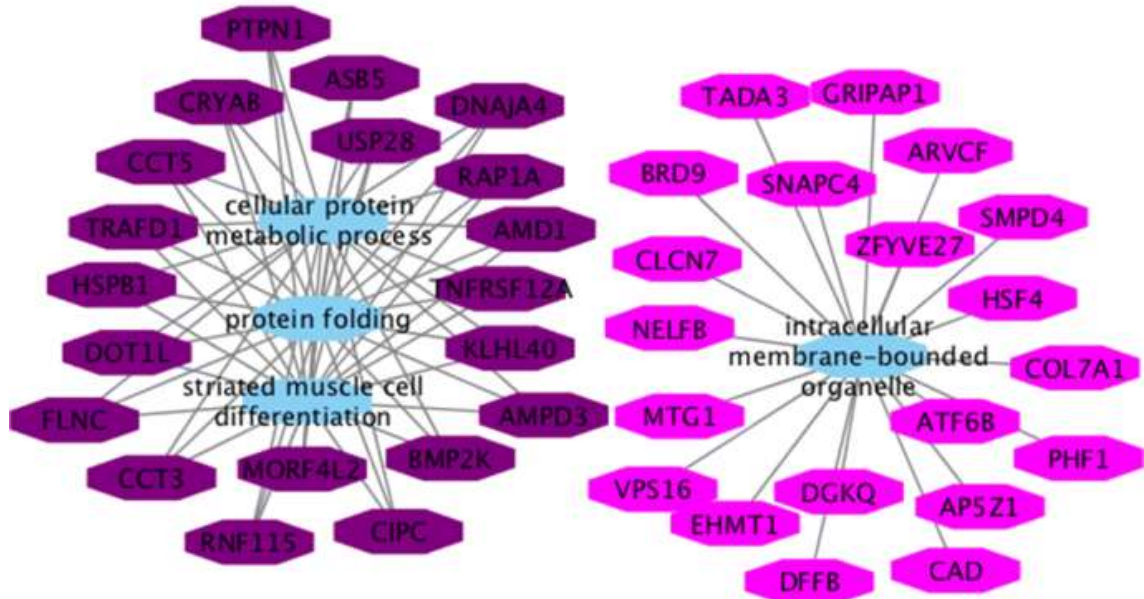 PTPN1
ASB5
CRYAB
DNAJA4
USP28
CCT5
RAP1A
cellular protein
metabolic process
TRAFD1
AMD1
HSPB1
TNFRSF12A
protein folding
DOT1L
KLHL40
striated muscle cell
differentiation
FLNC
AMPD3
CCT3
MORF4L2
BMP2K
RNF115
CIPC
TADA3
GRIPAP1
ARVCF
BRD9
SNAPC4
SMPD4
ZFYVE27
CLCN7
HSF4
NELFB
intracellular
membrane-bounded
organelle
COL7A1
MTG1
ATF6B
PHF1
VPS16
DGKQ
AP5Z1
EHMT1
DFFB
CAD